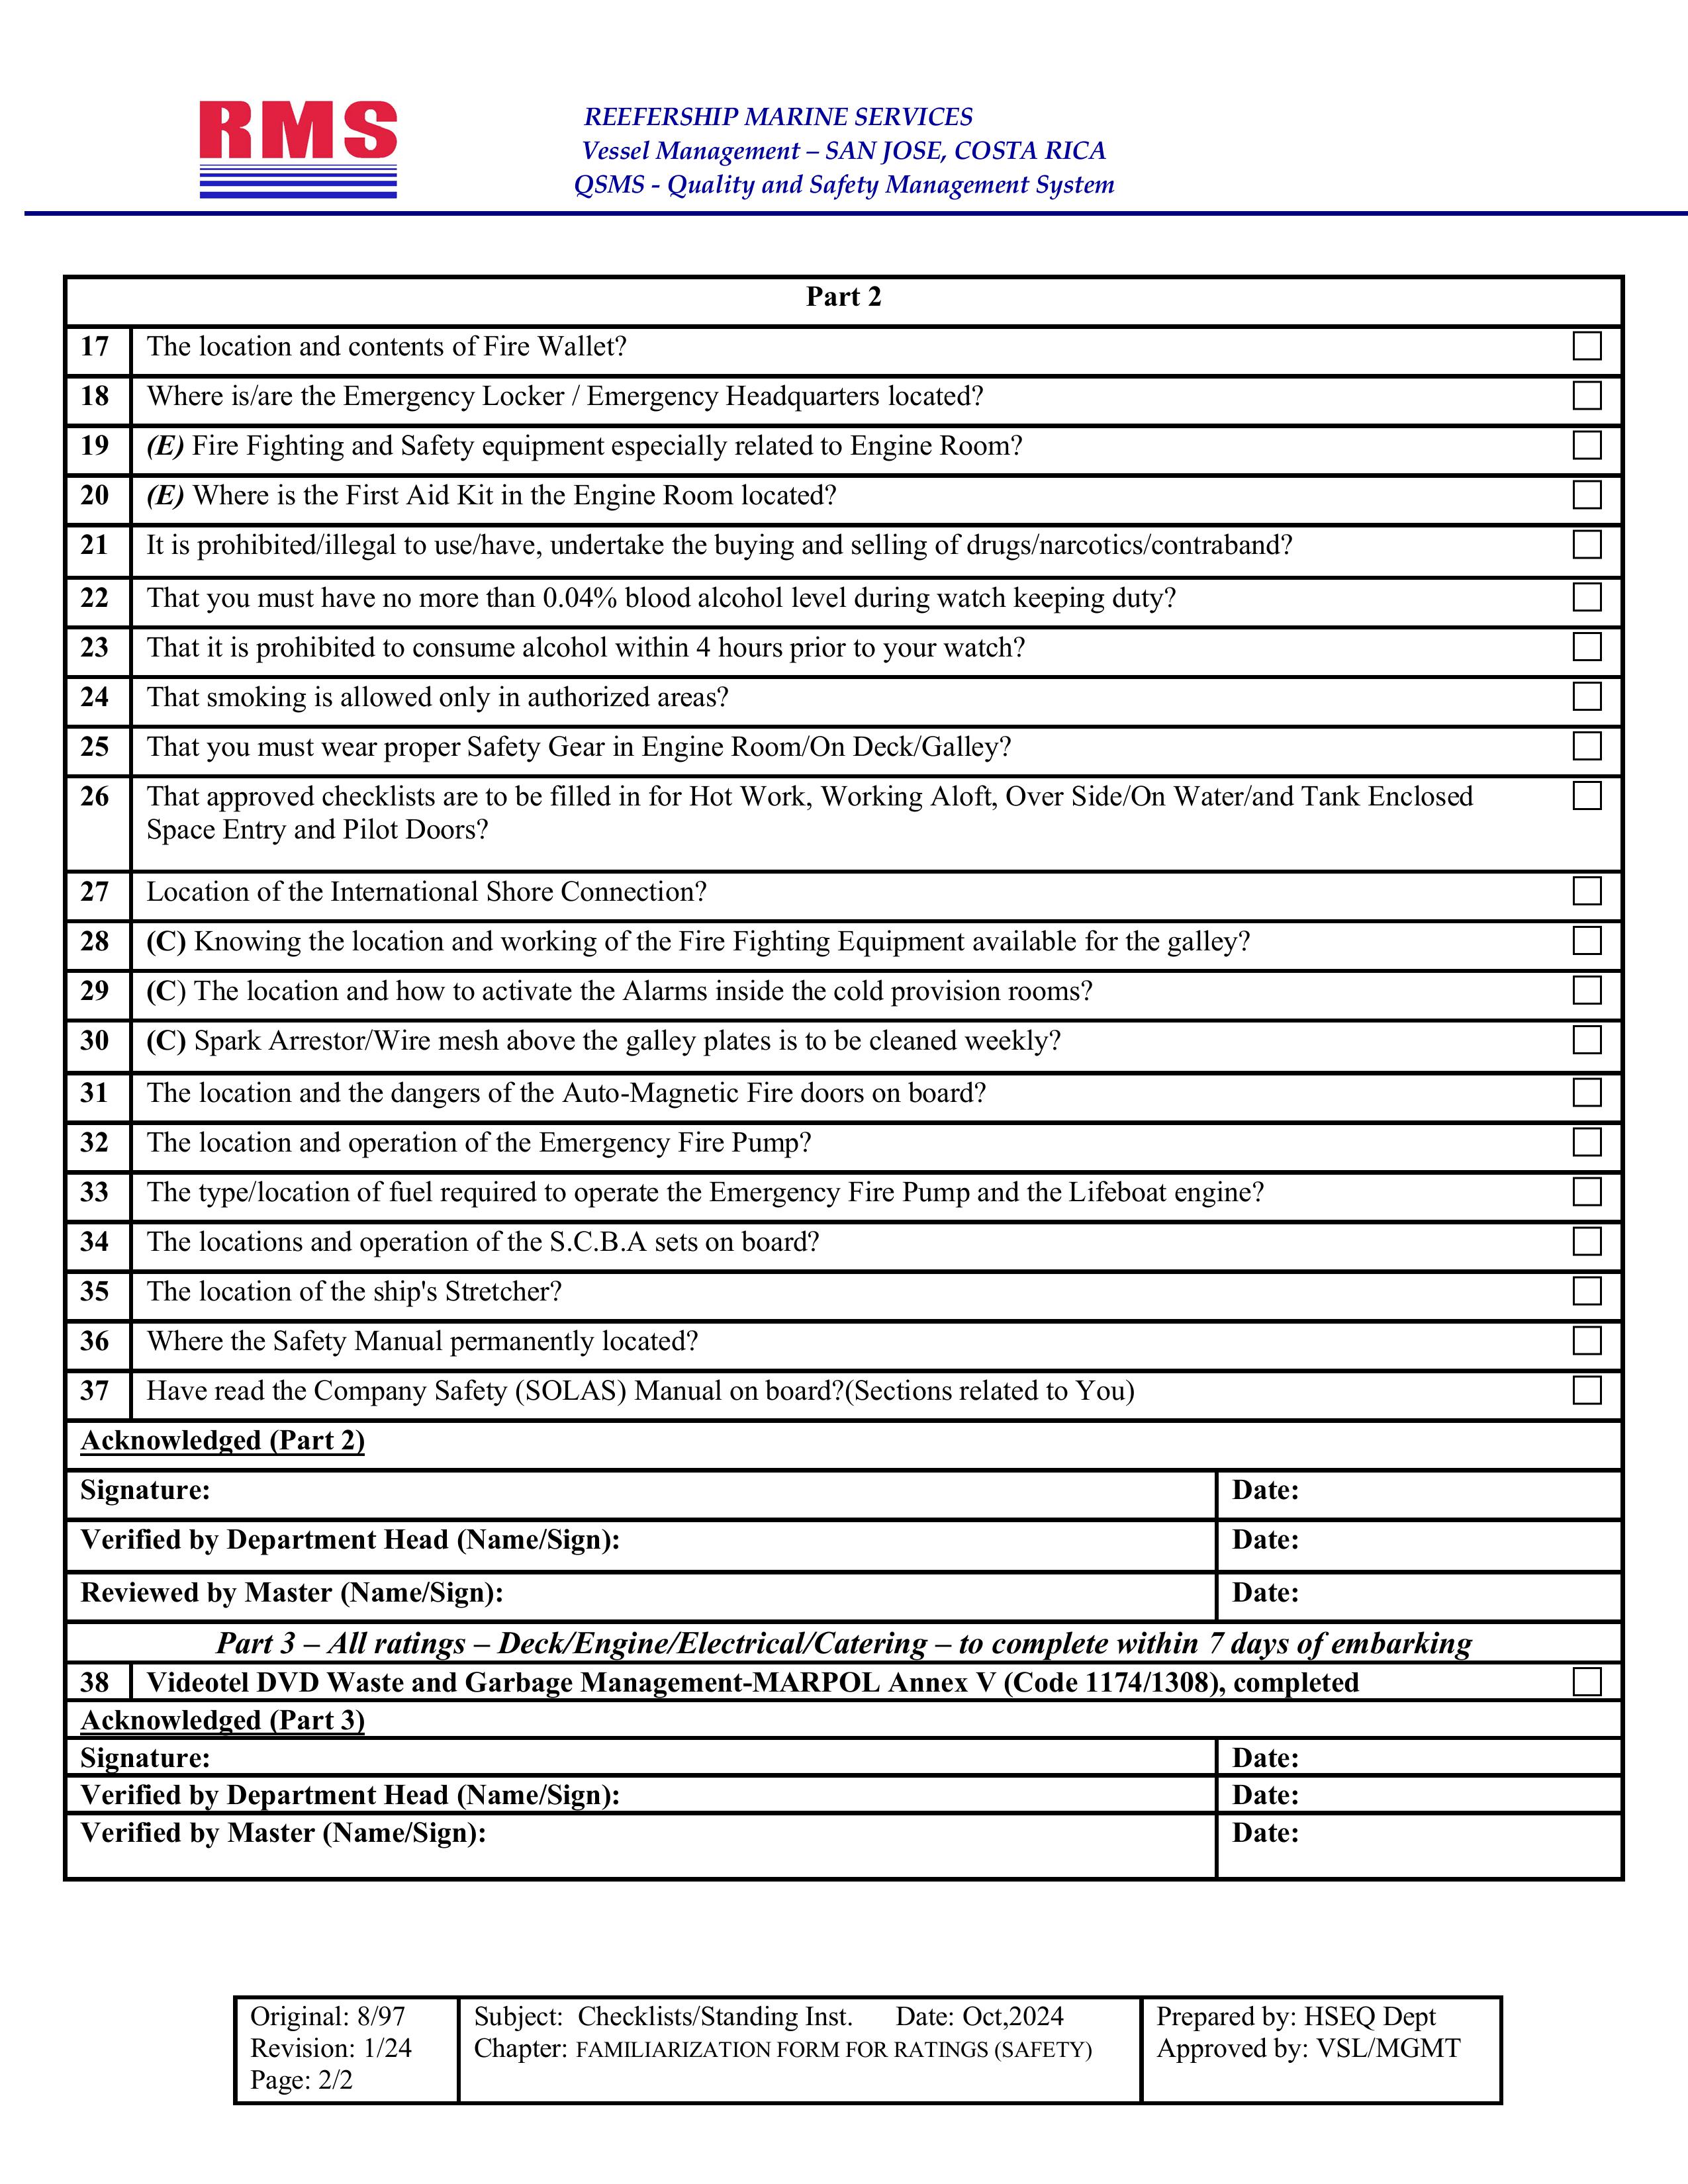 RMS
REEFERSHIP MARINE SERVICES
Vessel Management – SAN JOSE, COSTA RICA
QSMS - Quality and Safety Management System
Part 2
17 The location and contents of Fire Wallet?
18 Where is/are the Emergency Locker / Emergency Headquarters located?
19 (E) Fire Fighting and Safety equipment especially related to Engine Room?
20 (E) Where is the First Aid Kit in the Engine Room located?
21 It is prohibited/illegal to use/have, undertake the buying and selling of drugs/narcotics/contraband?
22 That you must have no more than 0.04% blood alcohol level during watch keeping duty?
23 That it is prohibited to consume alcohol within 4 hours prior to your watch?
24 That smoking is allowed only in authorized areas?
25 That you must wear proper Safety Gear in Engine Room/On Deck/Galley?
26 That approved checklists are to be filled in for Hot Work, Working Aloft, Over Side/On Water/and Tank Enclosed
Space Entry and Pilot Doors?
27 Location of the International Shore Connection?
28 (C) Knowing the location and working of the Fire Fighting Equipment available for the galley?
29 (C) The location and how to activate the Alarms inside the cold provision rooms?
30 (C) Spark Arrestor/Wire mesh above the galley plates is to be cleaned weekly?
31 The location and the dangers of the Auto-Magnetic Fire doors on board?
32 The location and operation of the Emergency Fire Pump?
33 The type/location of fuel required to operate the Emergency Fire Pump and the Lifeboat engine?
34 The locations and operation of the S.C.B.A sets on board?
35 The location of the ship's Stretcher?
36 Where the Safety Manual permanently located?
37 Have read the Company Safety (SOLAS) Manual on board?(Sections related to You)
Acknowledged (Part 2)
Signature: Date:
Verified by Department Head (Name/Sign): Date:
Reviewed by Master (Name/Sign): Date:
Part 3 – All ratings – Deck/Engine/Electrical/Catering – to complete within 7 days of embarking
38 Videotel DVD Waste and Garbage Management-MARPOL Annex V (Code 1174/1308), completed
Acknowledged (Part 3)
Signature: Date:
Verified by Department Head (Name/Sign): Date:
Verified by Master (Name/Sign): Date:
Original: 8/97 Subject: Checklists/Standing Inst. Date: Oct,2024 Prepared by: HSEQ Dept
Revision: 1/24 Chapter: FAMILIARIZATION FORM FOR RATINGS (SAFETY) Approved by: VSL/MGMT
Page: 2/2